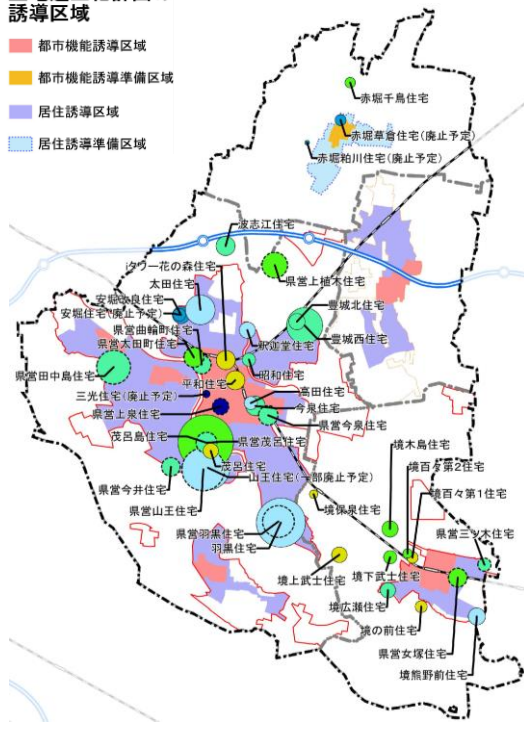 誘導区域
都市機能誘導区域
都市機能誘導準備区域
居住誘導区域
居住誘導準備区域
赤堀千鳥住宅
赤堀草倉住宅(廃止予定)
赤堀粕川住宅(廃止予定)
波志江住宅
タワー花の森住宅
太田住宅
県営上植木住宅
安堀改良住宅
安堀住宅(廃止予定)
豊城北住宅
県営曲輪町住宅
釈迦堂住宅
豊城西住宅
県営太田町住宅
県営田中島住宅
昭和住宅
平和住宅
三光住宅(廃止予定)
高田住宅
県営上泉住宅
今泉住宅
県営今泉住宅
茂呂島住宅
県営茂呂住宅
境木島住宅
茂呂住宅
境百々第2住宅
県営今井住宅
山王住宅(一部廃止予定)
境百々第1住宅
県営山王住宅
境保泉住宅
県営三ツ木住宅
県営羽黒住宅
羽黒住宅
境上武士住宅
境下武士住宅
境広瀬住宅
境の前住宅
県営女塚住宅
境熊野前住宅